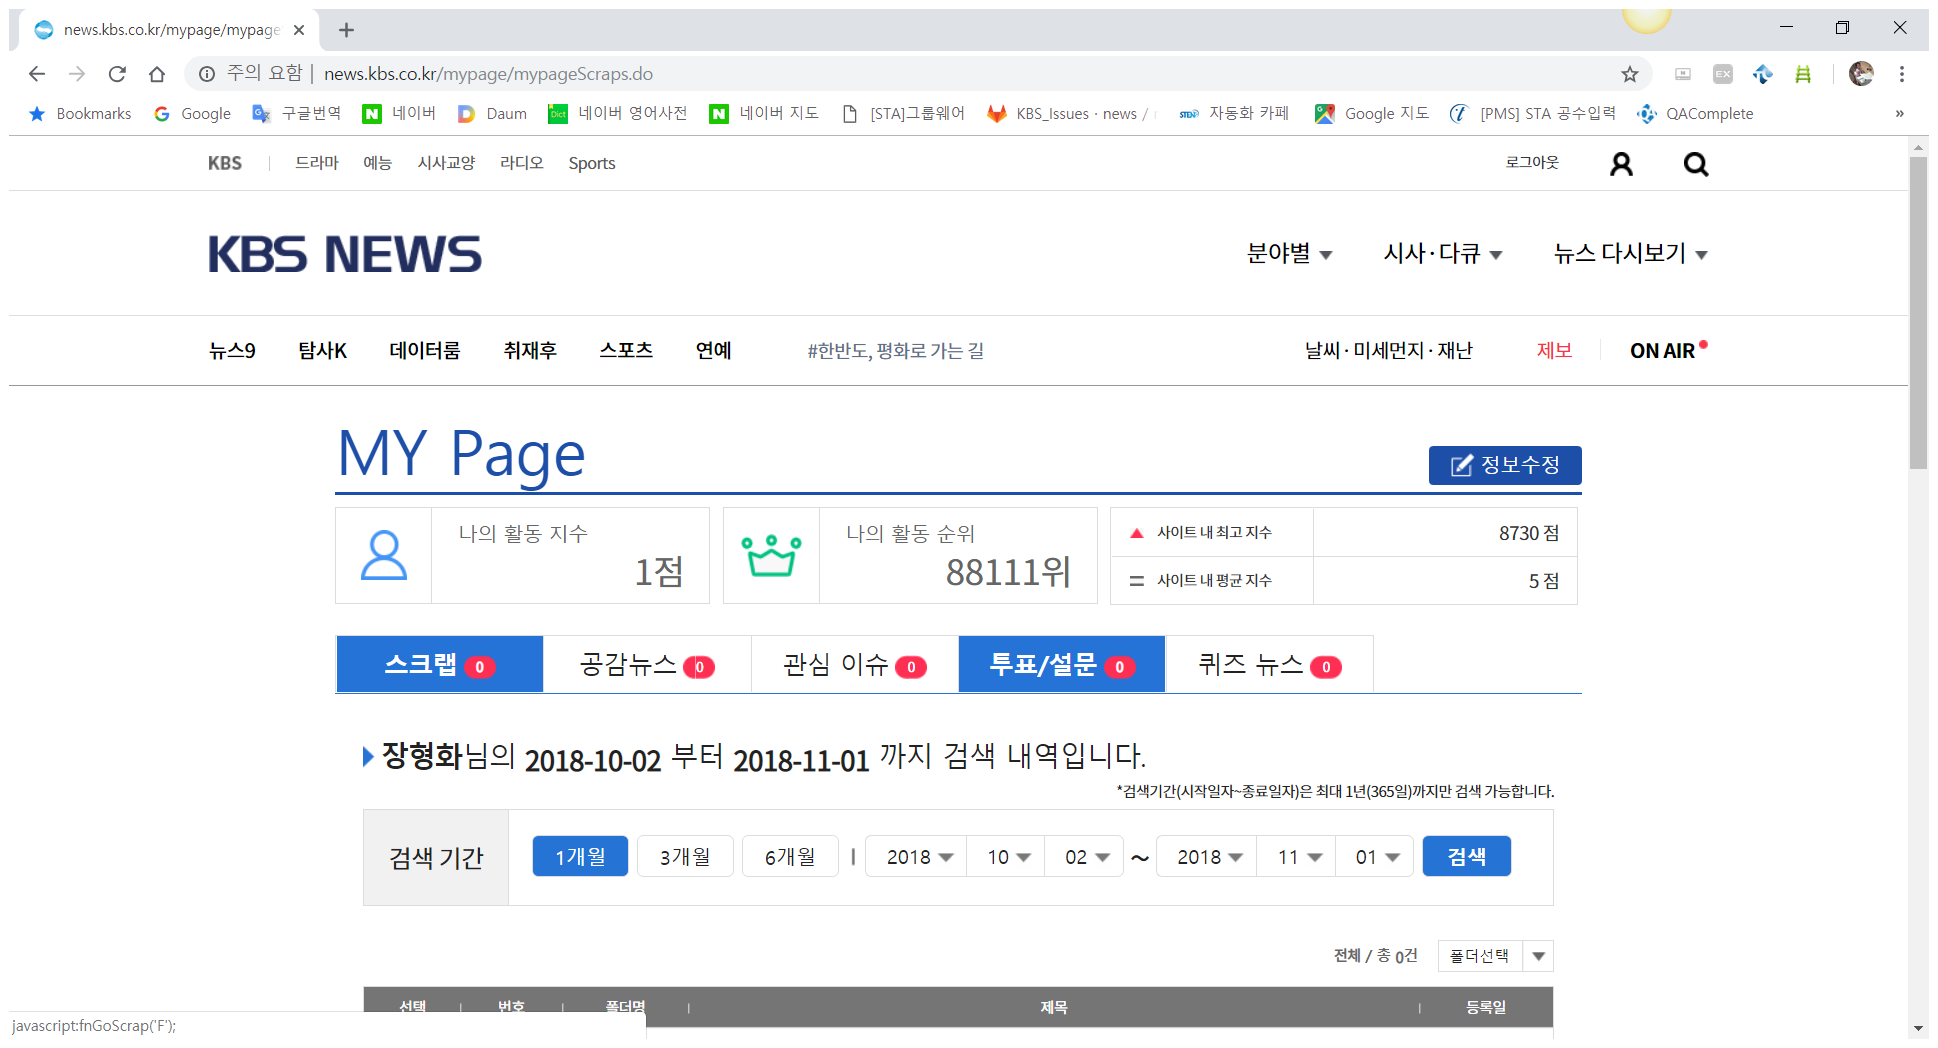 news.kbs.co.kr/mypage/mypage
주의 요함 | news.kbs.co.kr/mypage/mypageScraps.do
Bookmarks Google 구글번역 네이버 Daum 네이버 영어사전 네이버 지도 [STA]그룹웨어 KBS_Issues · news / 자동화 카페 Google 지도 [PMS] STA 공수입력 QAComplete »
KBS 드라마 예능 시사교양 라디오 Sports 로그아웃
KBS NEWS 분야별 시사·다큐 뉴스 다시보기
뉴스9 탐사K 데이터룸 취재후 스포츠 연예 #한반도, 평화로 가는 길 날씨·미세먼지·재난 제보 ON AIR
MY Page 정보수정
나의 활동 지수 나의 활동 순위 사이트 내 최고 지수 8730 점
1점 88111위 사이트 내 평균 지수 5 점
스크랩 0 공감뉴스 0 관심 이슈 0 투표/설문 0 퀴즈 뉴스 0
장형화님의 2018-10-02 부터 2018-11-01 까지 검색 내역입니다.
*검색기간(시작일자~종료일자)은 최대 1년(365일)까지만 검색 가능합니다.
검색 기간 1개월 3개월 6개월 | 2018 10 02 ~ 2018 11 01 검색
전체 / 총 0건 폴더선택
선택 번호 폴더명 제목 등록일
javascript:fnGoScrap('F');